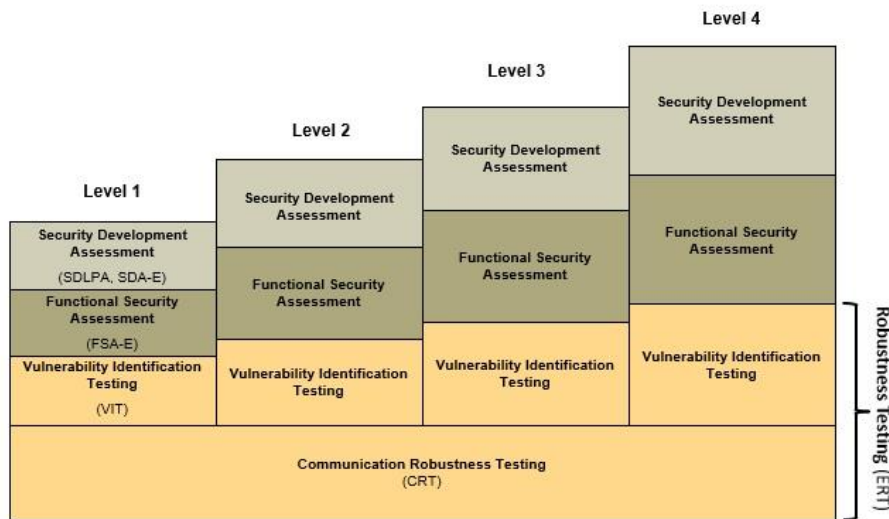 Level 1
Security Development
Assessment
(SDLPA, SDA-E)
Functional Security
Assessment
(FSA-E)
Vulnerability Identification
Testing
(VIT)
Level 2
Security Development
Assessment
Functional Security
Assessment
Vulnerability Identification
Testing
Level 3
Security Development
Assessment
Functional Security
Assessment
Vulnerability Identification
Testing
Level 4
Security Development
Assessment
Functional Security Assessment
Vulnerability Identification
Testing
Communication Robustness Testing
(CRT)
Robustness Testing (ERT)